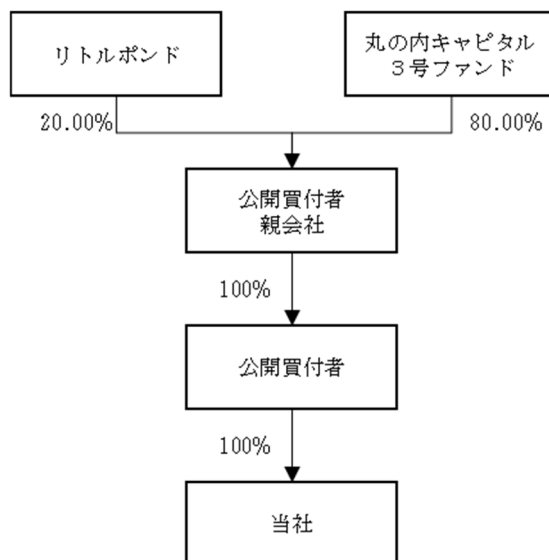 リトルポンド
丸の内キャピタル
３号ファンド
20.00%
80.00%
公開買付者
親会社
100%
公開買付者
100%
当社